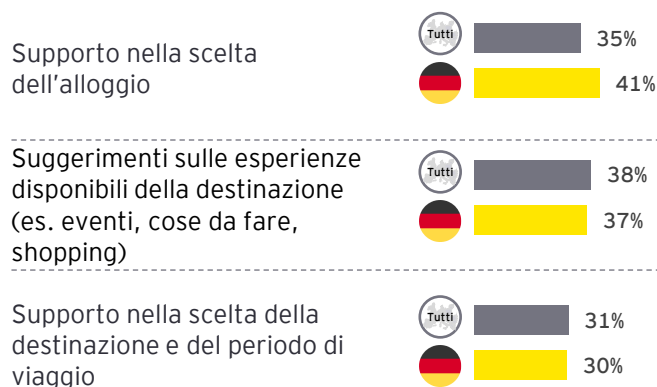 Supporto nella scelta
dell'alloggio
Tutti
35%
41%
Suggerimenti sulle esperienze
disponibili della destinazione
(es. eventi, cose da fare,
shopping)
Tutti
38%
37%
Supporto nella scelta della
destinazione e del periodo di
viaggio
Tutti
31%
30%